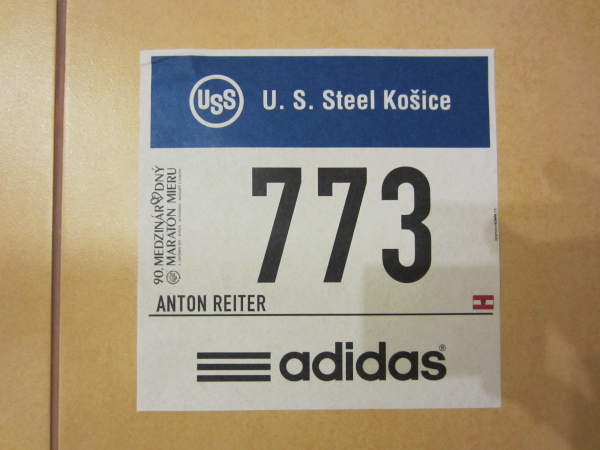 USS
U. S. Steel Košice
90. MEDZINÁRODNÝ
MARATÓN MIERU
773
ANTON REITER
adidas®